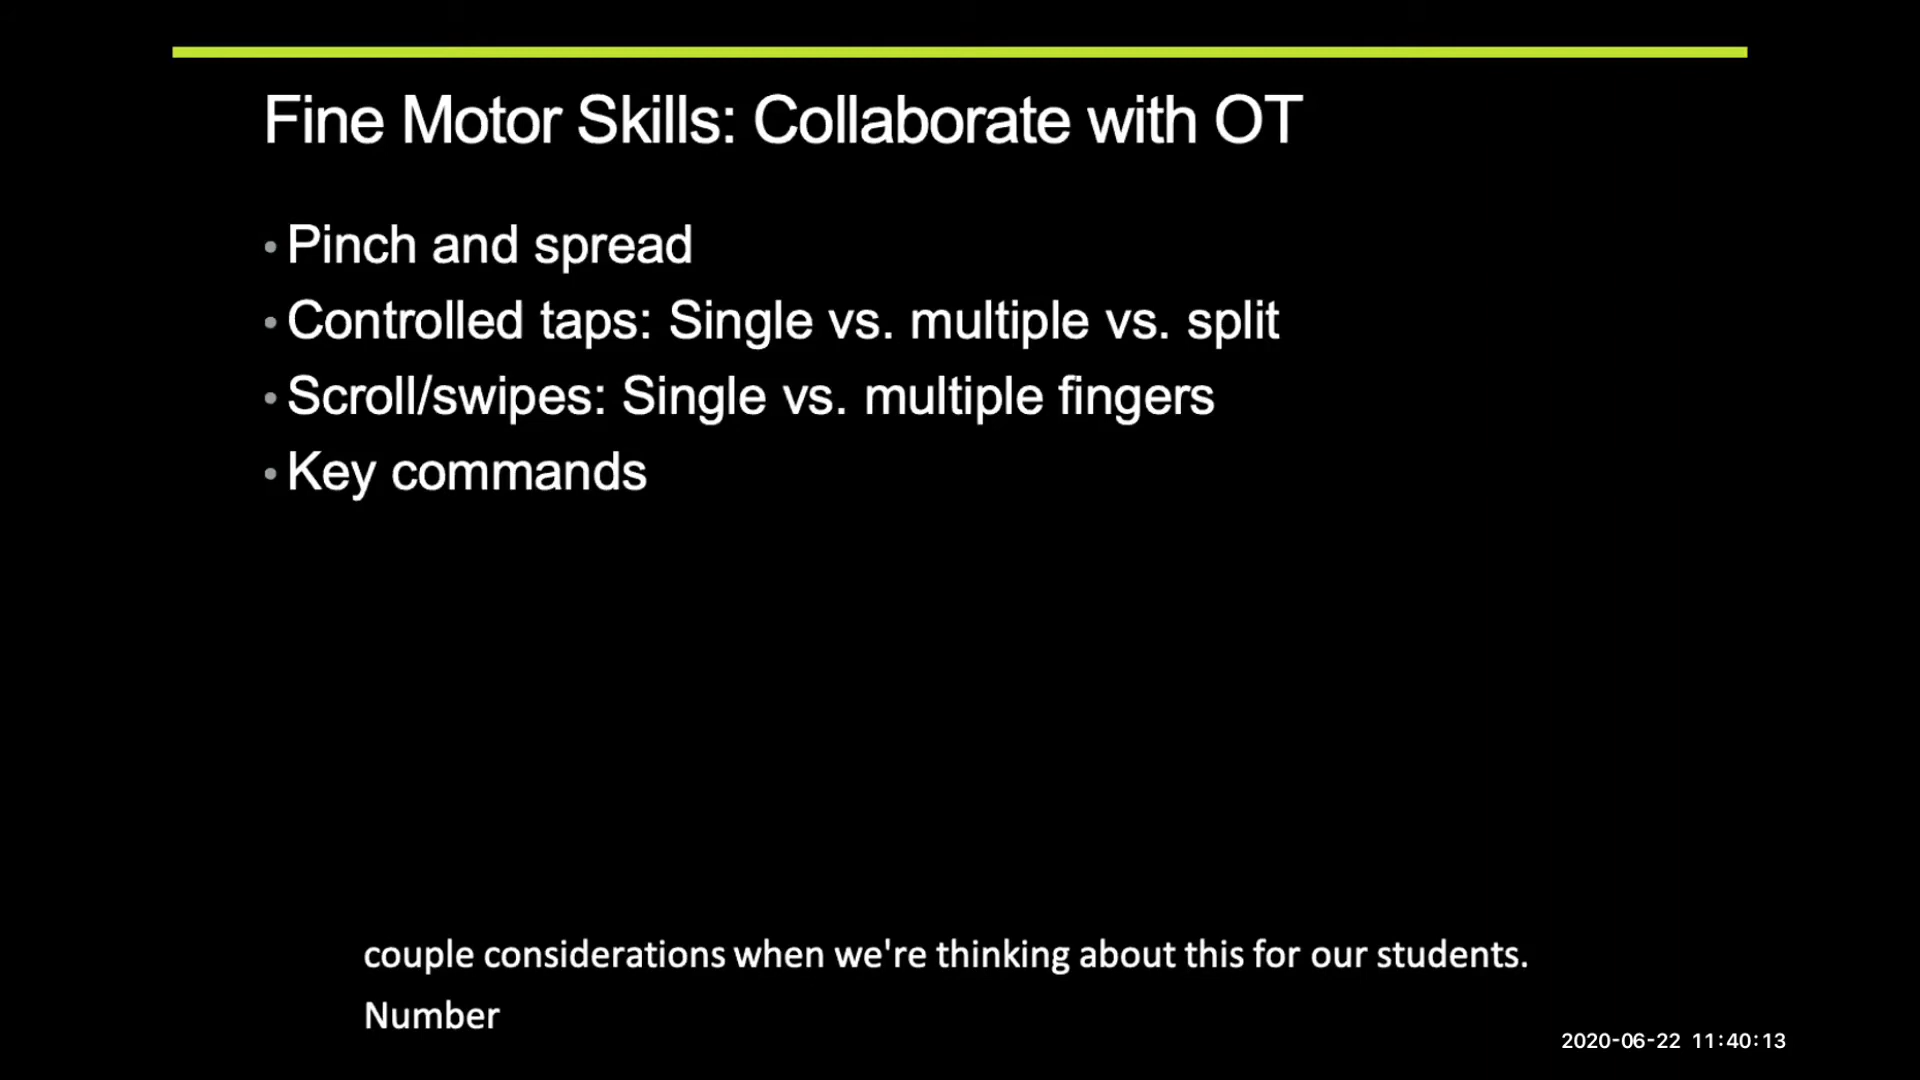 Fine Motor Skills: Collaborate with OT
• Pinch and spread
• Controlled taps: Single vs. multiple vs. split
• Scroll/swipes: Single vs. multiple fingers
• Key commands
couple considerations when we're thinking about this for our students.
Number
2020-06-22 11:40:13